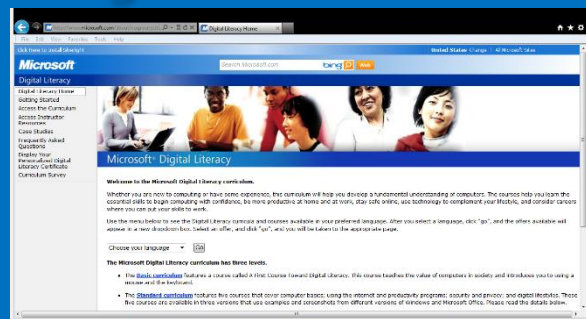 Digital Literacy Home
File Edit View Favorites Tools Help
Click Here to Install Silverlight
United States Change | All Microsoft Sites
Microsoft
Search Microsoft.com
bing
Web
Digital Literacy
Digital Literacy Home
Getting Started
Access the Curriculum
Access Instructor
Resources
Case Studies
Frequently Asked
Questions
Display Your
Personalized Digital
Literacy Certificate
Curriculum Survey
Microsoft® Digital Literacy
Welcome to the Microsoft Digital Literacy curriculum.
Whether you are new to computing or have some experience, this curriculum will help you develop a fundamental understanding of computers. The courses help you learn the
essential skills to begin computing with confidence, be more productive at home and at work, stay safe online, use technology to complement your lifestyle, and consider careers
where you can put your skills to work.
Use the menu below to see the Digital Literacy curricula and courses available in your preferred language. After you select a language, click "go", and the offers available will
appear in a new dropdown box. Select an offer, and click "go", and you will be taken to the appropriate page.
Choose your language
Go
The Microsoft Digital Literacy curriculum has three levels.
The Basic curriculum features a course called A First Course Toward Digital Literacy. This course teaches the value of computers in society and introduces you to using a
mouse and the keyboard.
The Standard curriculum features five courses that cover computer basics; using the internet and productivity programs; security and privacy; and digital lifestyles. These
five courses are available in three versions that use examples and screenshots from different versions of Windows and Microsoft Office. Please read the details below.